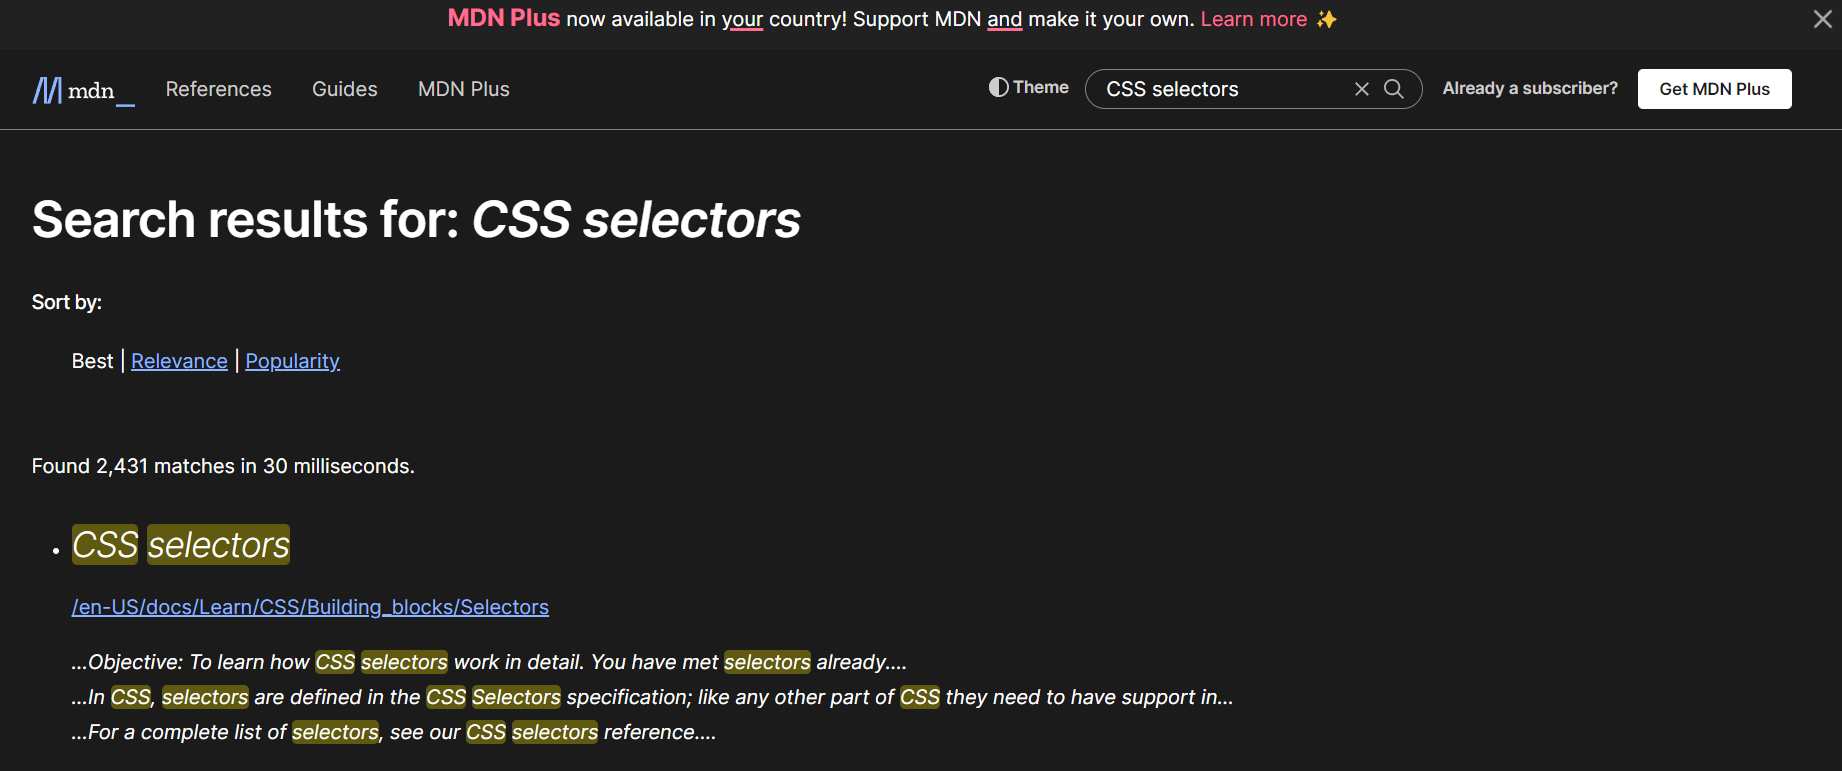 MDN Plus now available in your country! Support MDN and make it your own. Learn more ✨
mdn_ References Guides MDN Plus Theme CSS selectors Already a subscriber? Get MDN Plus
Search results for: CSS selectors
Sort by:
Best | Relevance | Popularity
Found 2,431 matches in 30 milliseconds.
• CSS selectors
/en-US/docs/Learn/CSS/Building_blocks/Selectors
...Objective: To learn how CSS selectors work in detail. You have met selectors already....
...In CSS, selectors are defined in the CSS Selectors specification; like any other part of CSS they need to have support in...
...For a complete list of selectors, see our CSS selectors reference....